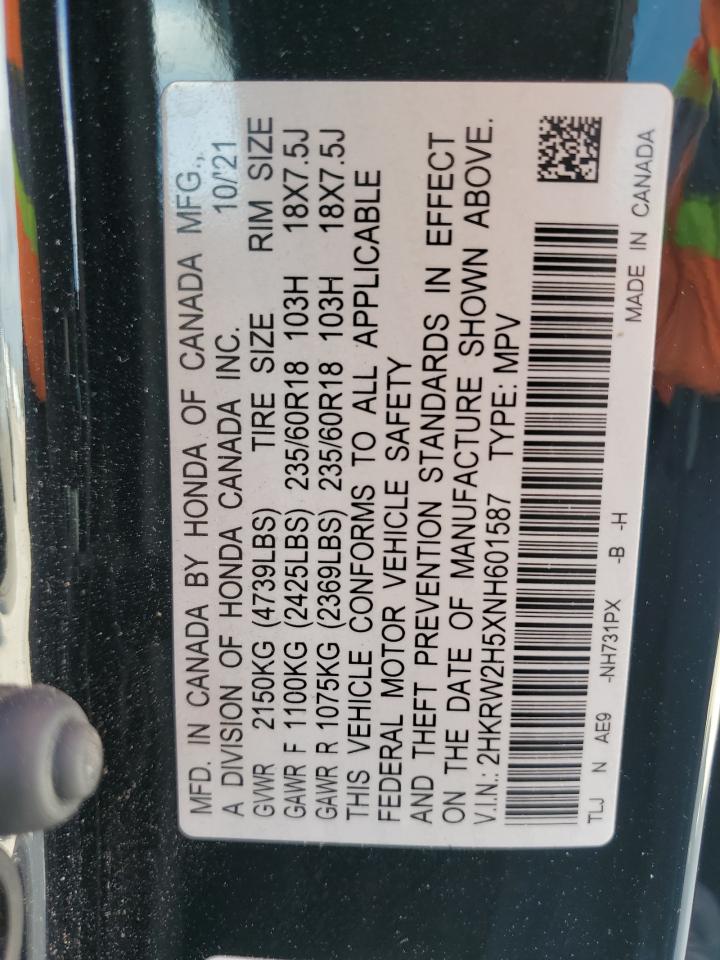 MFD. IN CANADA BY HONDA OF CANADA MFG.,
A DIVISION OF HONDA CANADA INC. 10/'21
GVWR 2150KG (4739LBS) TIRE SIZE RIM SIZE
GAWR F 1100KG (2425LBS) 235/60R18 103H 18X7.5J
GAWR R 1075KG (2369LBS) 235/60R18 103H 18X7.5J
THIS VEHICLE CONFORMS TO ALL APPLICABLE
FEDERAL MOTOR VEHICLE SAFETY
AND THEFT PREVENTION STANDARDS IN EFFECT
ON THE DATE OF MANUFACTURE SHOWN ABOVE.
V.I.N.: 2HKRW2H5XNH601587 TYPE: MPV
TLJ N AE9 -NH731PX -B -H
MADE IN CANADA